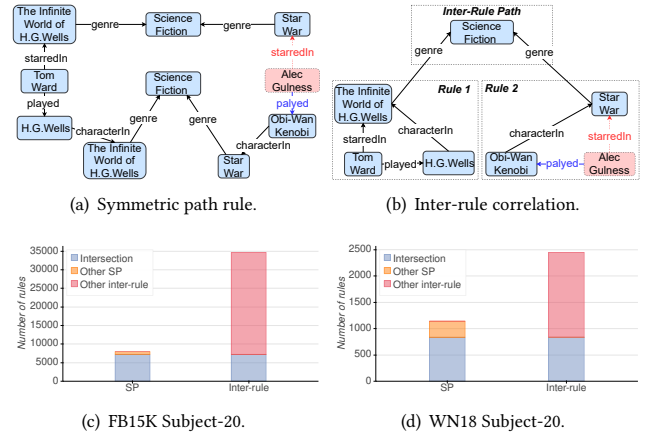 The Infinite
World of
H.G.Wells
genre
Science
Fiction
genre
Star
War
starredIn
starredIn
Tom
Ward
Alec
Gulness
played
palyed
Science
Fiction
genre
genre
H.G.Wells
characterIn
The Infinite
World of
H.G.Wells
Obi-Wan
Kenobi
characterIn
Star
War
(a) Symmetric path rule.
Inter-Rule Path
Science
Fiction
genre
genre
The Infinite
World of
H.G.Wells
Rule 1
starredIn
characterIn
Tom
Ward
played
H.G.Wells
Rule 2
Star
War
characterIn
starredIn
Obi-Wan
Kenobi
palyed
Alec
Gulness
(b) Inter-rule correlation.
Number of rules
35000
30000
25000
20000
15000
10000
5000
0
Intersection
Other SP
Other inter-rule
SP
Inter-rule
(c) FB15K Subject-20.
Number of rules
2500
2000
1500
1000
500
0
Intersection
Other SP
Other inter-rule
SP
Inter-rule
(d) WN18 Subject-20.